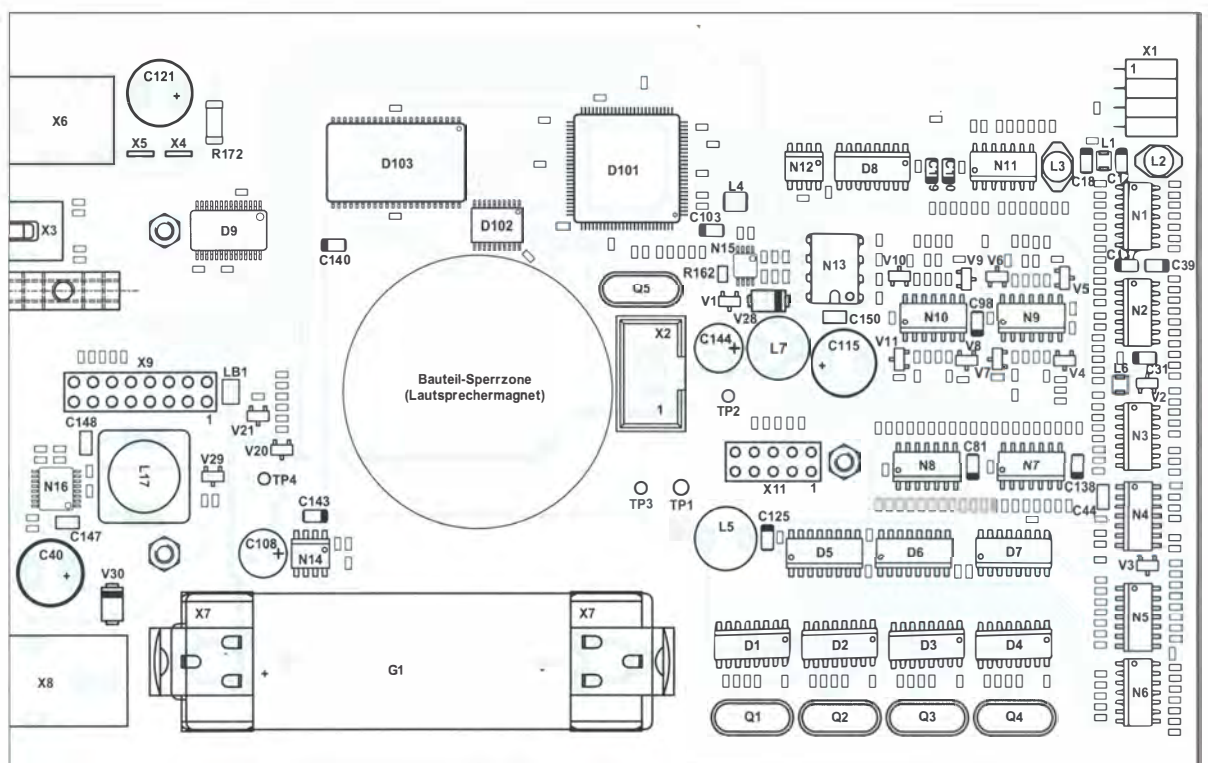 X1
C121
+
1
X6
X5 X4
R172
D103
D101
N12
D8
N11
L3
C18
L1
L2
L4
N1
X3
D9
D102
C103
N15
C140
R162
Q5
N13
V10
V9
V6
V5
C39
V1
V28
C150
N10
C98
N9
N2
X2
C144
+
L7
C115
+
V11
V8
V7
V4
L6
C31
V2
X9
LB1
1
Bauteil-Sperrzone
(Lautsprechermagnet)
1
TP2
C148
V21
V20
V29
L17
N16
TP4
X11
1
N8
C81
N7
C138
N3
TP3
TP1
C44
C147
C143
C108
+
N14
L5
C125
D5
D6
D7
N4
V3
C40
+
V30
X7
X7
N5
D1
D2
D3
D4
+
G1
-
X8
N6
Q1
Q2
Q3
Q4